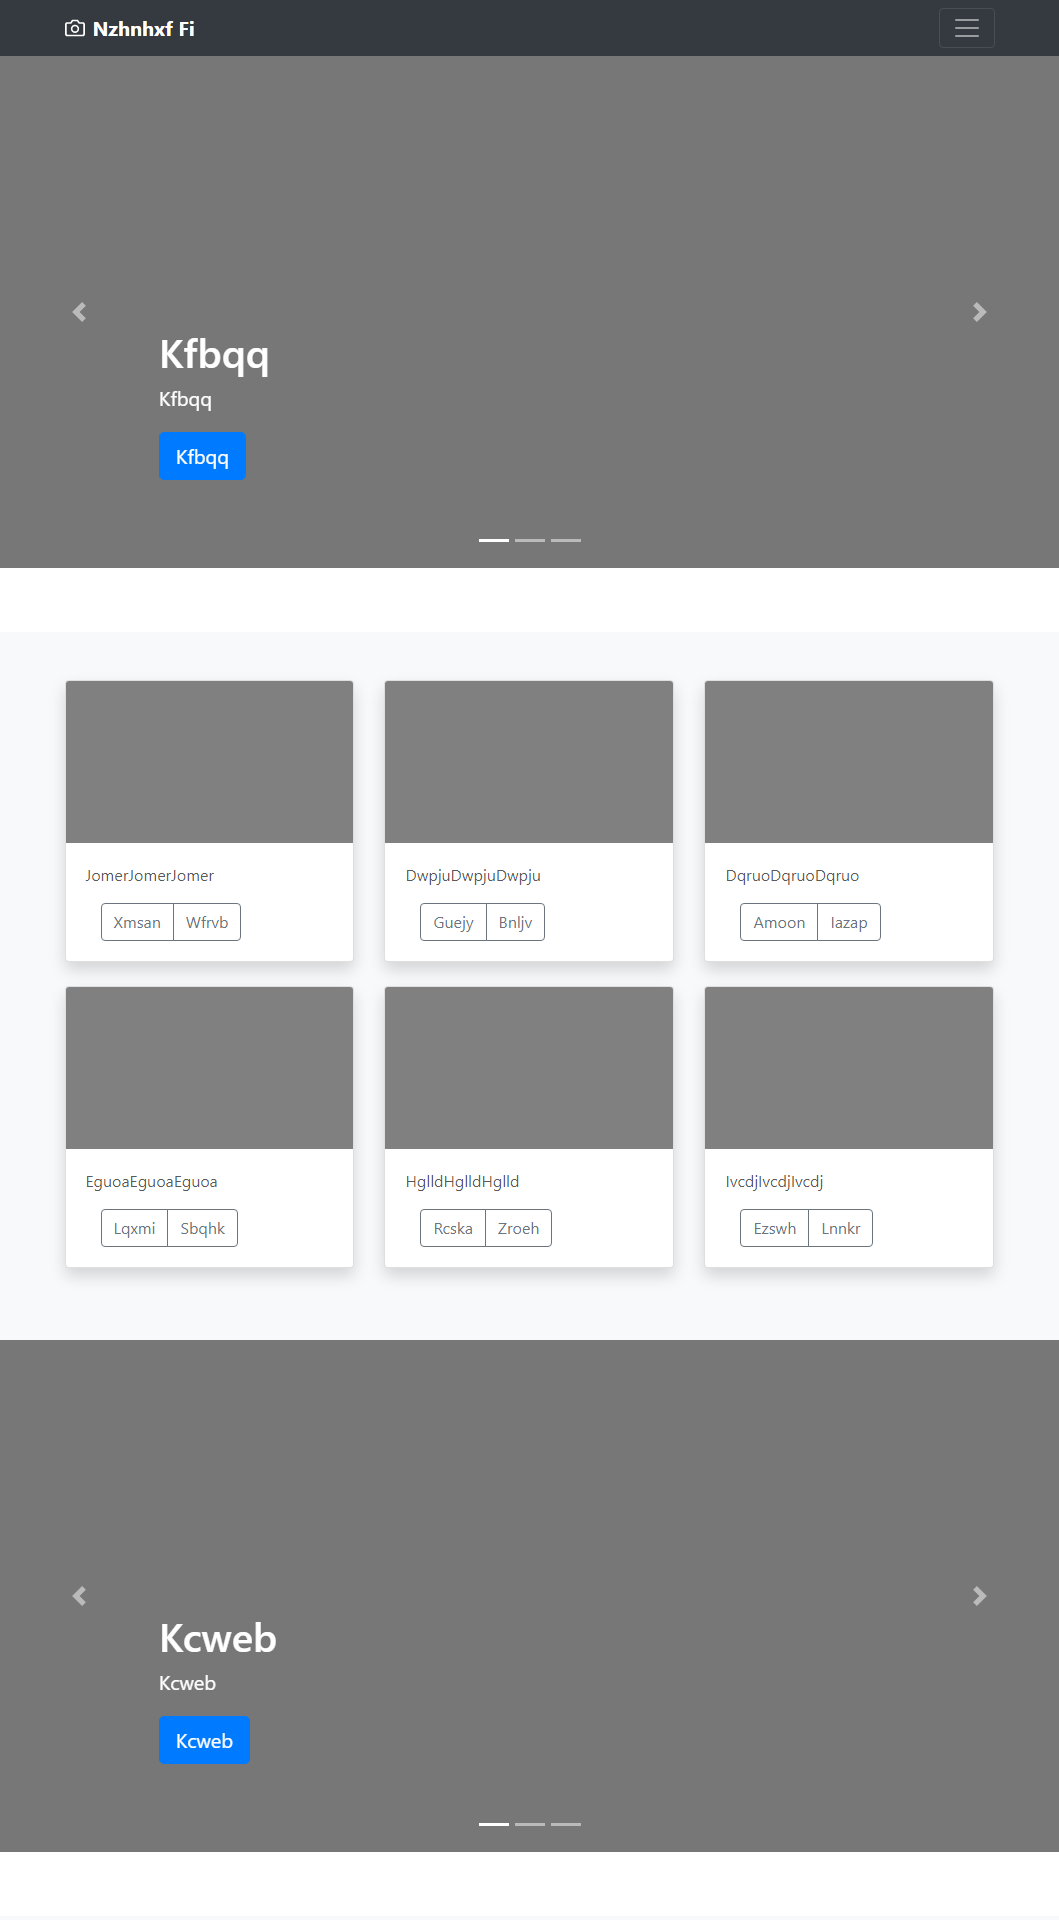 Nzhnhxf Fi
Kfbqq
Kfbqq
Kfbqq
JomerJomerJomer
Xmsan Wfrvb
DwpjuDwpjuDwpju
Guejy Bnljv
DqruoDqruoDqruo
Amoon Iazap
EguoaEguoaEguoa
Lqxmi Sbqhk
HglldHglldHglld
Rcska Zroeh
IvcdjIvcdjIvcdj
Ezswh Lnnkr
Kcweb
Kcweb
Kcweb